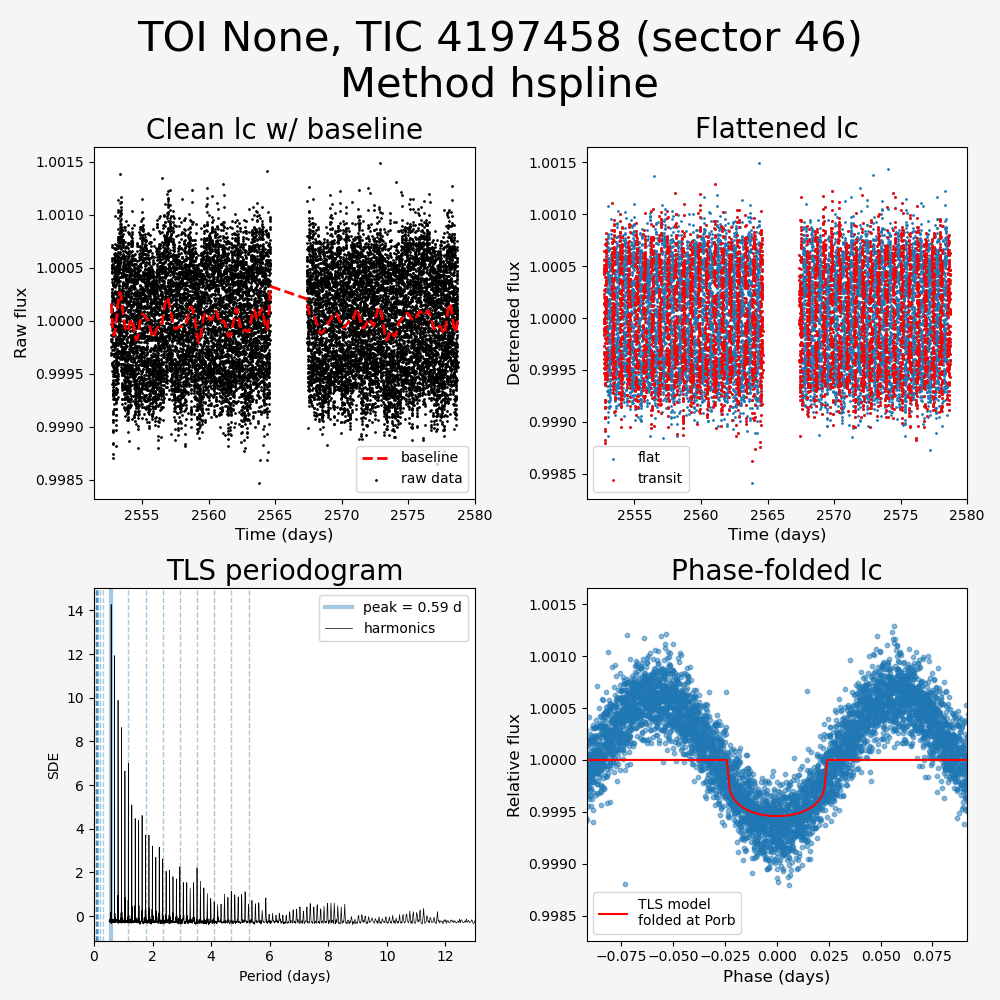 TOI None, TIC 4197458 (sector 46)
Method hspline
Clean lc w/ baseline
Flattened lc
1.0015
1.0010
1.0005
1.0000
0.9995
0.9990
0.9985
Raw flux
baseline
raw data
2555
2560
2565
2570
2575
2580
Time (days)
1.0015
1.0010
1.0005
1.0000
0.9995
0.9990
0.9985
Detrended flux
flat
transit
2555
2560
2565
2570
2575
2580
Time (days)
TLS periodogram
Phase-folded lc
14
12
10
8
6
4
2
0
SDE
peak = 0.59 d
harmonics
0
2
4
6
8
10
12
Period (days)
1.0015
1.0010
1.0005
1.0000
0.9995
0.9990
0.9985
Relative flux
TLS model
folded at Porb
−0.075
−0.050
−0.025
0.000
0.025
0.050
0.075
Phase (days)